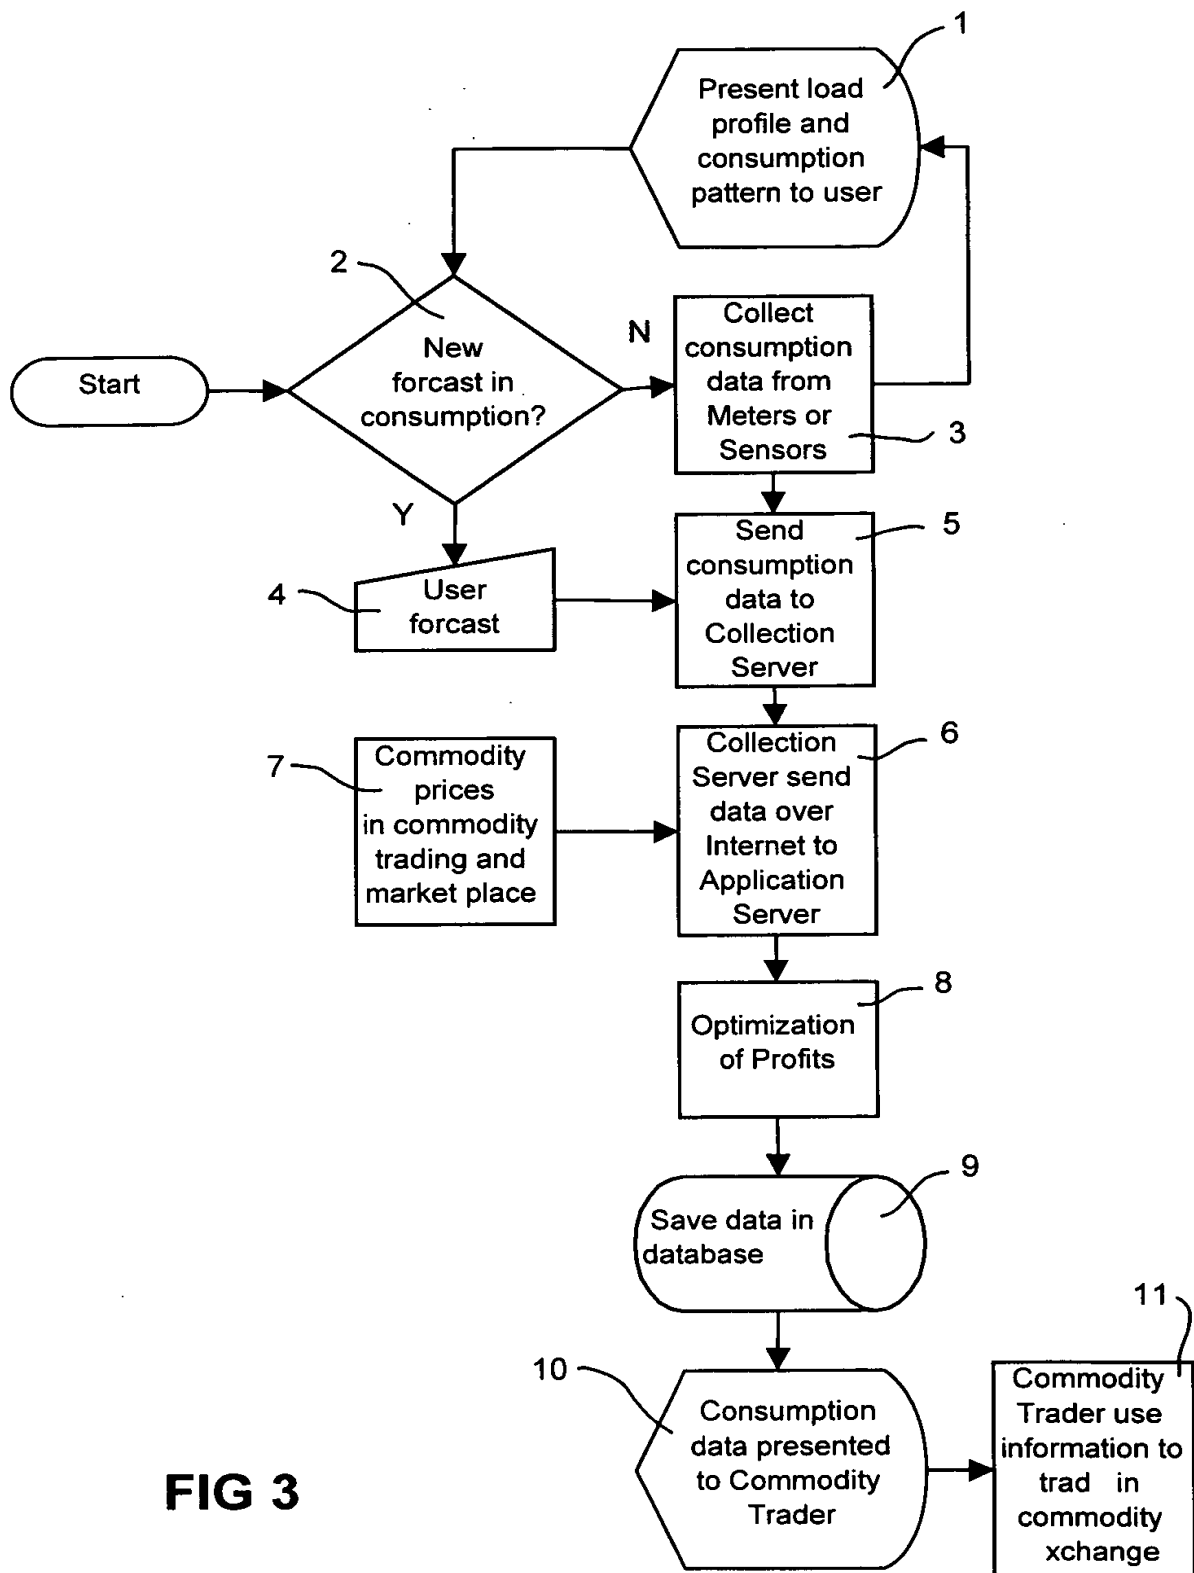 1
Present load
profile and
consumption
pattern to user
2
New
forcast in
consumption?
N
Y
Start
Collect
consumption
data from
Meters or
Sensors
3
4
User
forcast
Send
consumption
data to
Collection
Server
5
7
Commodity
prices
in commodity
trading and
market place
Collection
Server send
data over
Internet to
Application
Server
6
8
Optimization
of Profits
9
Save data in
database
10
Consumption
data presented
to Commodity
Trader
11
Commodity
Trader use
information to
trad in
commodity
xchange
FIG 3